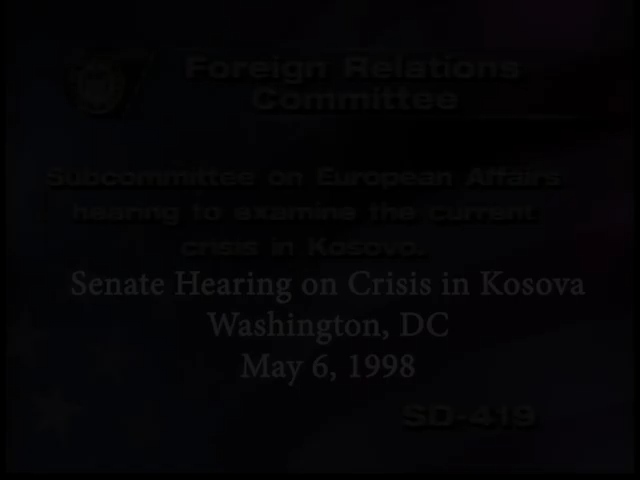 Foreign Relations
Committee
Subcommittee on European Affairs
hearing to examine the current
crisis in Kosovo.
Senate Hearing on Crisis in Kosova
Washington, DC
May 6, 1998
SD-419